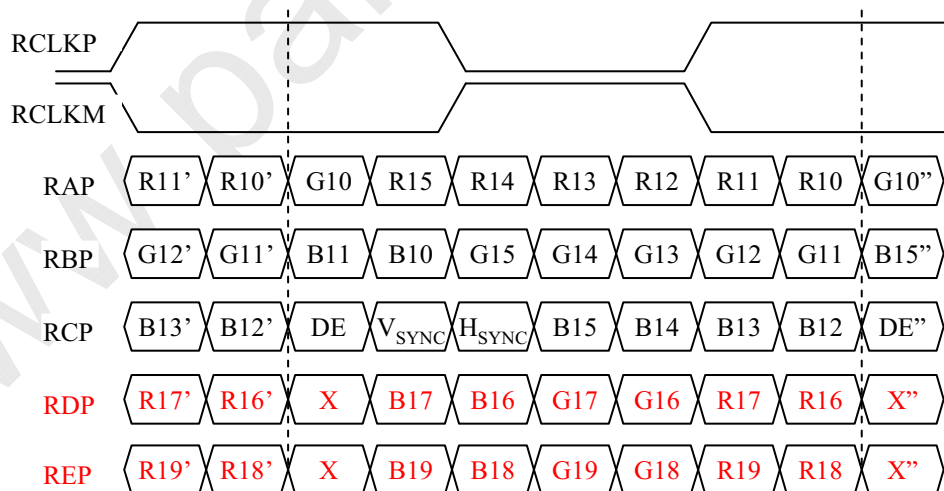 RCLKP
RCLKM
RAP R11’ R10’ G10 R15 R14 R13 R12 R11 R10 G10”
RBP G12’ G11’ B11 B10 G15 G14 G13 G12 G11 B15”
RCP B13’ B12’ DE VSYNC HSYNC B15 B14 B13 B12 DE”
RDP R17’ R16’ X B17 B16 G17 G16 R17 R16 X”
REP R19’ R18’ X B19 B18 G19 G18 R19 R18 X”